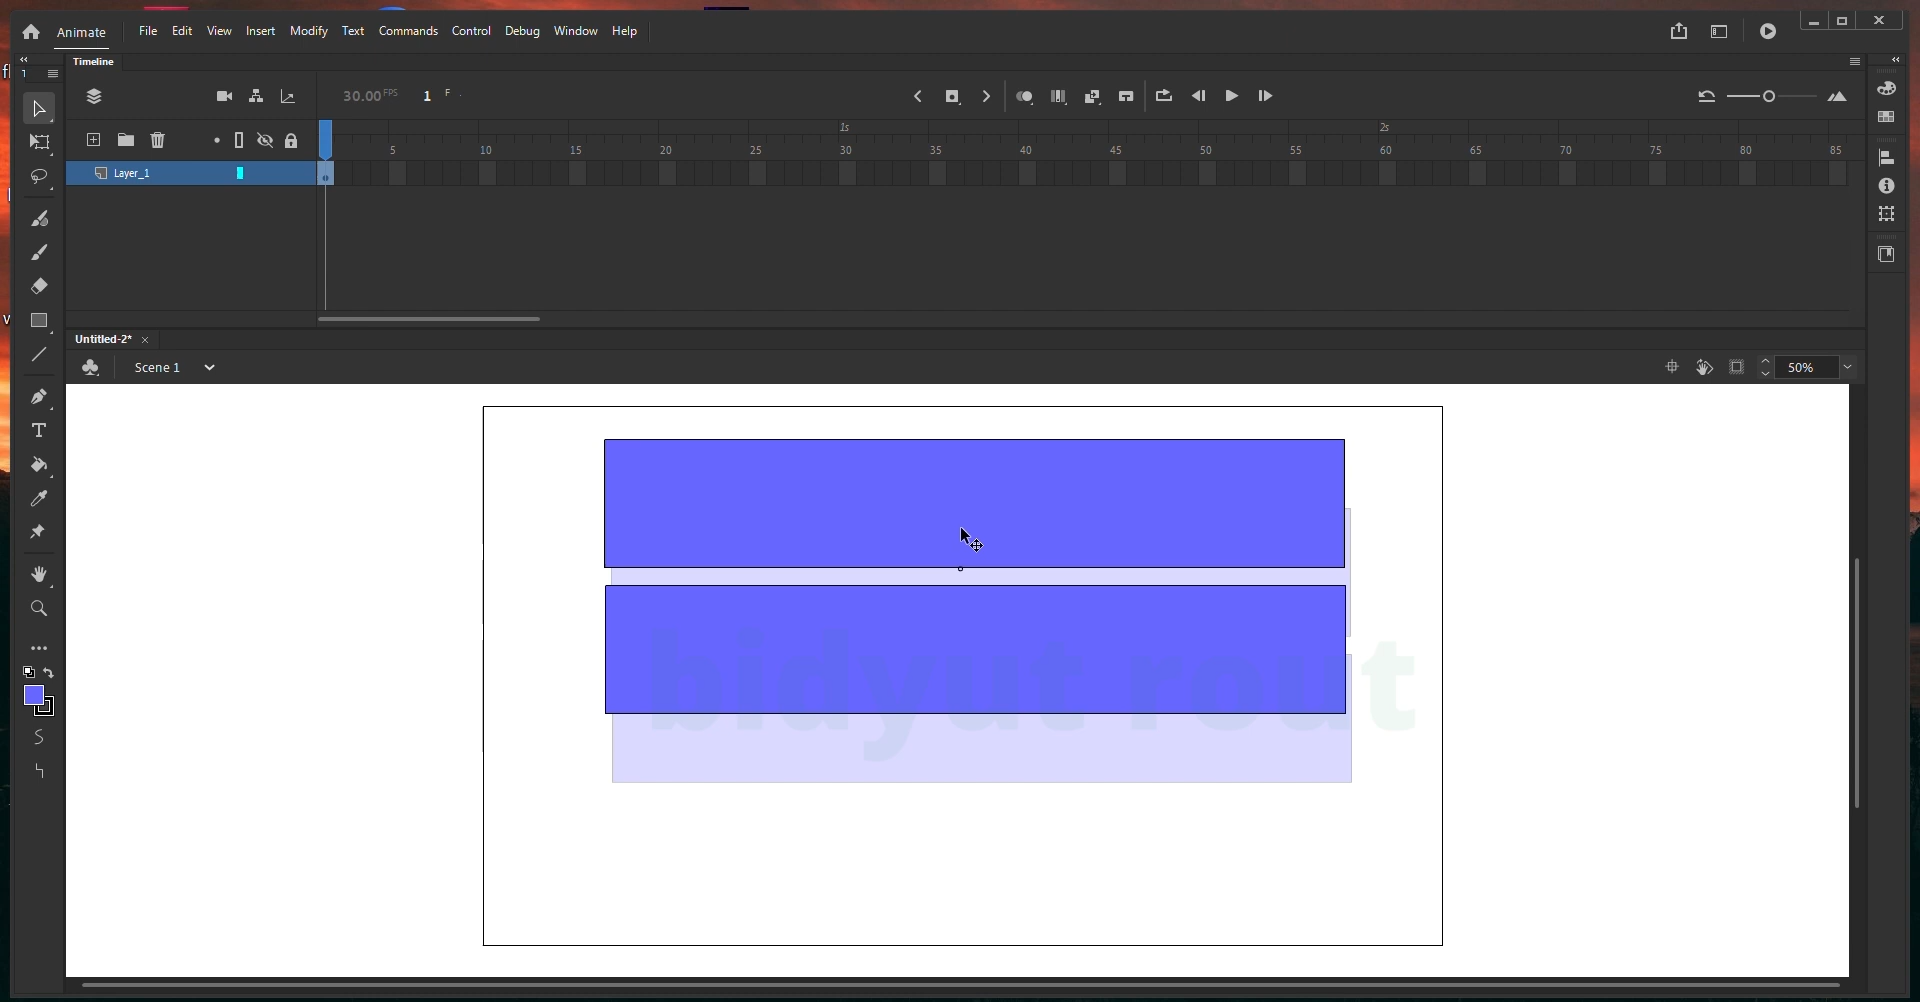 Animate File Edit View Insert Modify Text Commands Control Debug Window Help
Timeline
30.00 FPS 1 F
1s 2s
5 10 15 20 25 30 35 40 45 50 55 60 65 70 75 80 85
Layer_1
Untitled-2*
Scene 1
50%
bidyut rout